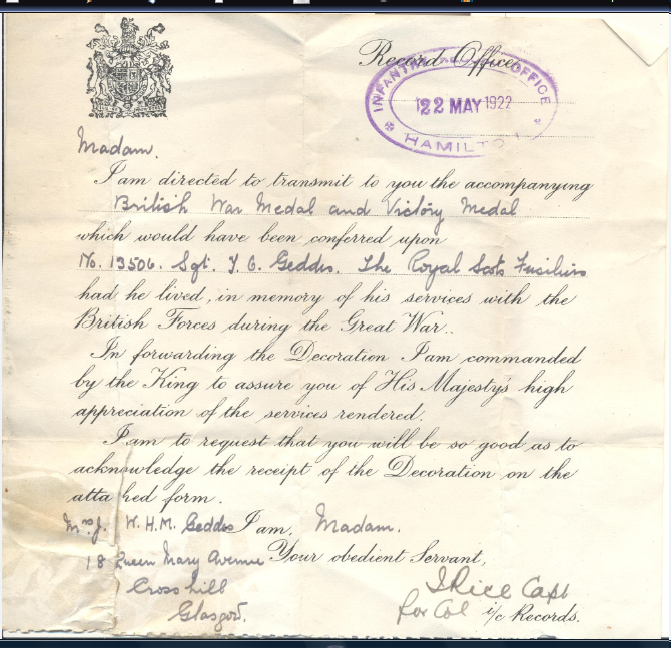 Record Office,
INFANTRY OFFICE
22 MAY 1922
HAMILTON
Madam.
I am directed to transmit to you the accompanying
British War Medal and Victory Medal
which would have been conferred upon
No. 13506. Sgt. Geddes. The Royal Scots Fusiliers
had he lived, in memory of his services with the
British Forces during the Great War.
In forwarding the Decoration I am commanded
by the King to assure you of His Majesty's high
appreciation of the services rendered.
I am to request that you will be so good as to
acknowledge the receipt of the Decoration on the
atta hed form.
W. H. M. Geddes I am, Madam.
18 Queen Mary Avenue Your obedient Servant,
Crosshill
Capt
Glasgow. for Col i/c Records.